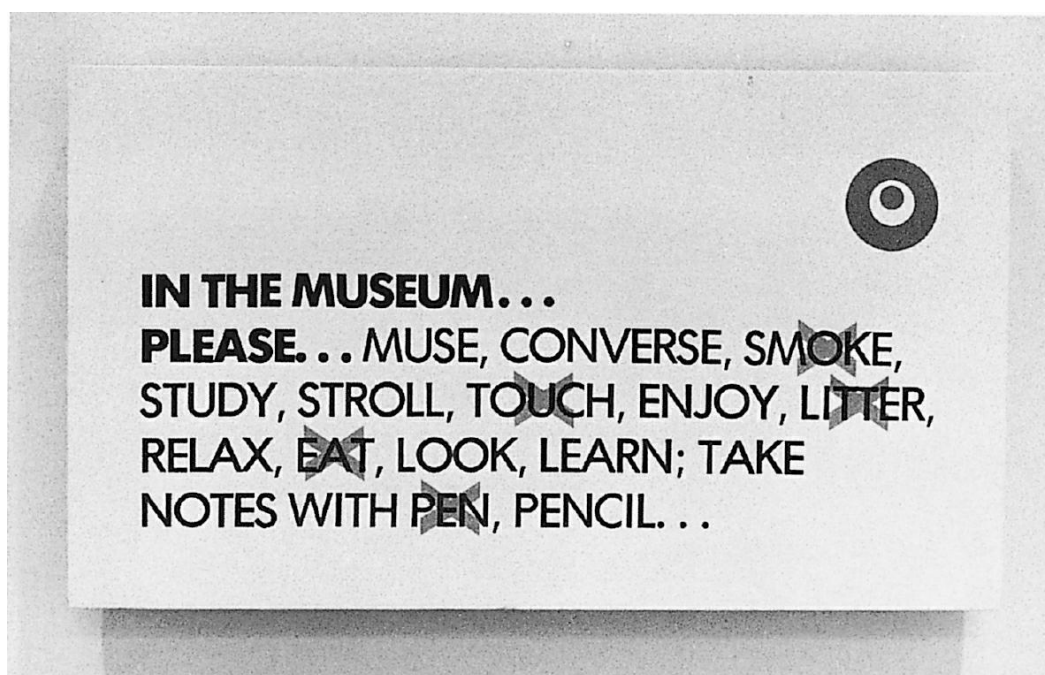 IN THE MUSEUM...
PLEASE... MUSE, CONVERSE, SMOKE,
STUDY, STROLL, TOUCH, ENJOY, LITTER,
RELAX, EAT, LOOK, LEARN; TAKE
NOTES WITH PEN, PENCIL...